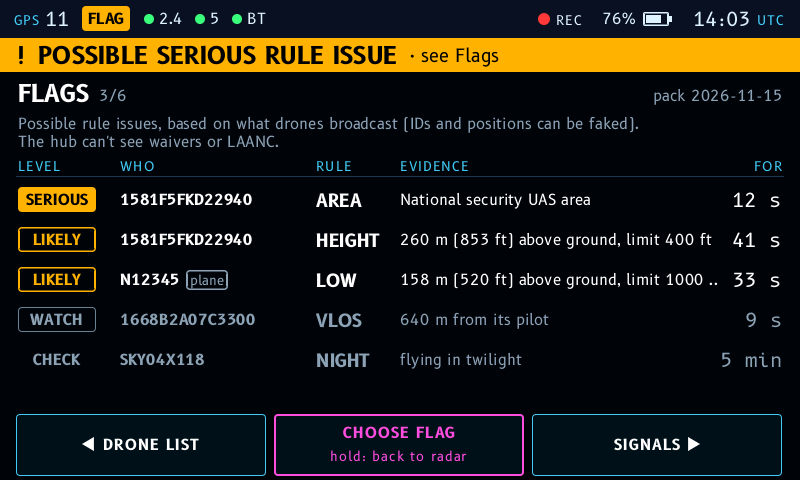 GPS 11 FLAG 2.4 5 BT REC 76% 14:03 UTC
! POSSIBLE SERIOUS RULE ISSUE · see Flags
FLAGS 3/6 pack 2026-11-15
Possible rule issues, based on what drones broadcast (IDs and positions can be faked).
The hub can't see waivers or LAANC.
LEVEL WHO RULE EVIDENCE FOR
SERIOUS 1581F5FKD22940 AREA National security UAS area 12 s
LIKELY 1581F5FKD22940 HEIGHT 260 m (853 ft) above ground, limit 400 ft 41 s
LIKELY N12345 plane LOW 158 m (520 ft) above ground, limit 1000 .. 33 s
WATCH 1668B2A07C3300 VLOS 640 m from its pilot 9 s
CHECK SKY04X118 NIGHT flying in twilight 5 min
◀ DRONE LIST CHOOSE FLAG SIGNALS ▶
hold: back to radar